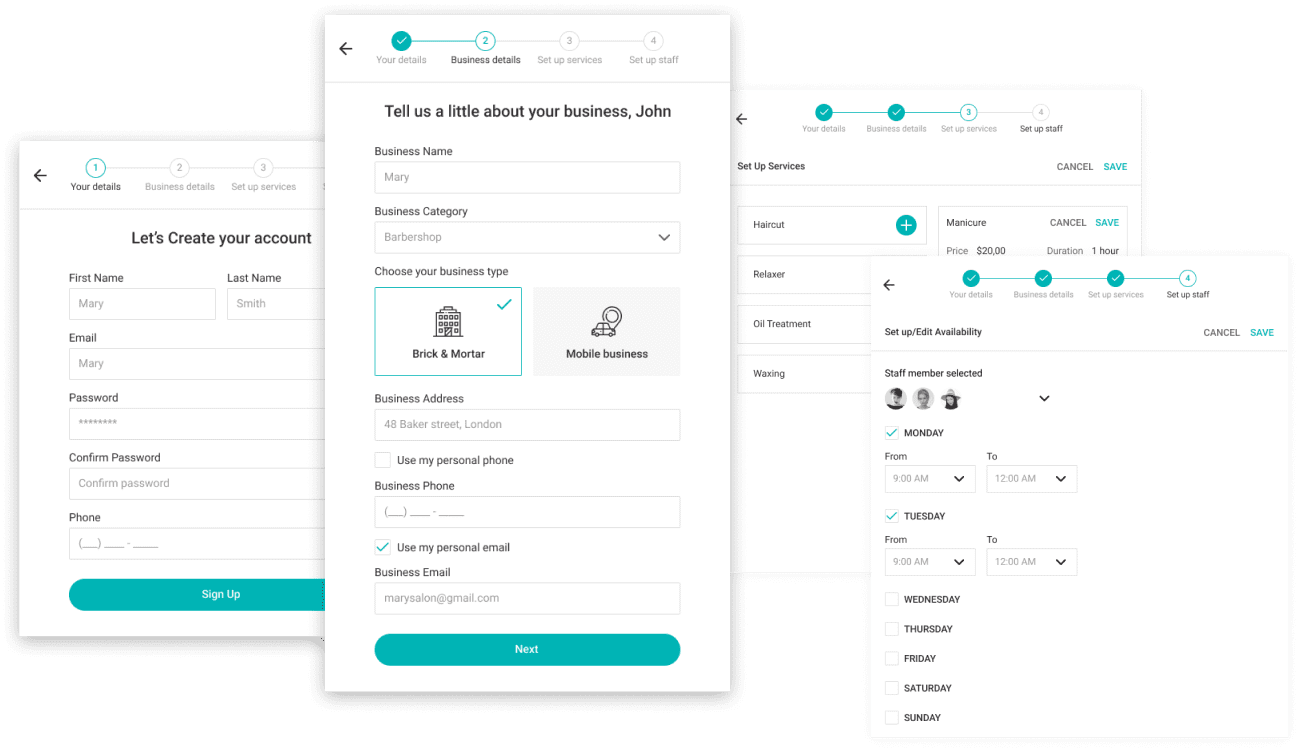 1 2 3
Your details Business details Set up services
Let's Create your account
First Name Last Name
Mary Smith
Email
Mary
Password
********
Confirm Password
Confirm password
Phone
(__) ___ - ____
Sign Up
2 3 4
Your details Business details Set up services Set up staff
Tell us a little about your business, John
Business Name
Mary
Business Category
Barbershop
Choose your business type
Brick & Mortar Mobile business
Business Address
48 Baker street, London
Use my personal phone
Business Phone
(__) ___ - ____
Use my personal email
Business Email
marysalon@gmail.com
Next
3 4
Your details Business details Set up services Set up staff
Set Up Services CANCEL SAVE
Haircut
Relaxer
Oil Treatment
Waxing
Manicure CANCEL SAVE
Price $20,00 Duration 1 hour
4
Your details Business details Set up services Set up staff
Set up/Edit Availability CANCEL SAVE
Staff member selected
MONDAY
From To
9:00 AM 12:00 AM
TUESDAY
From To
9:00 AM 12:00 AM
WEDNESDAY
THURSDAY
FRIDAY
SATURDAY
SUNDAY